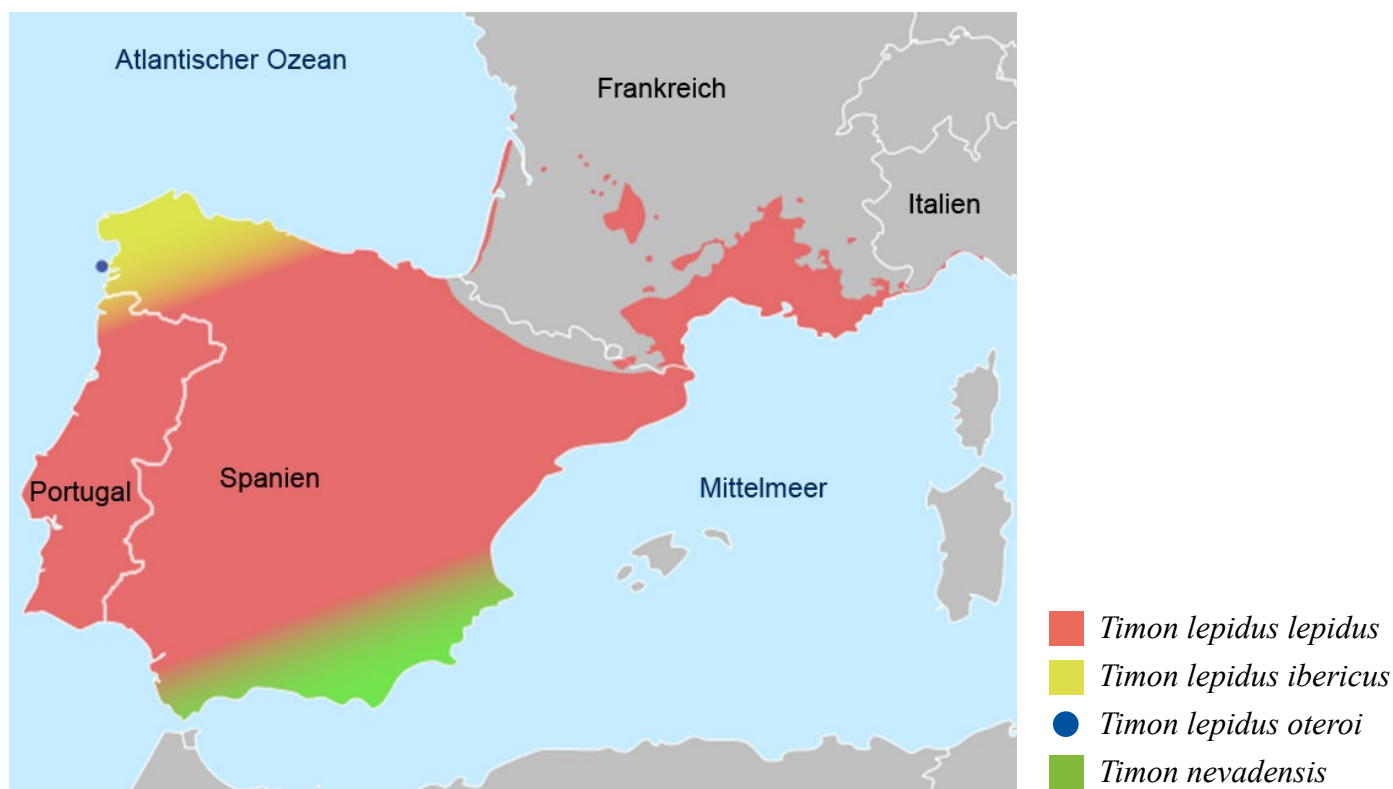 Atlantischer Ozean
Frankreich
Italien
Spanien
Portugal
Mittelmeer
Timon lepidus lepidus
Timon lepidus ibericus
Timon lepidus oteroi
Timon nevadensis